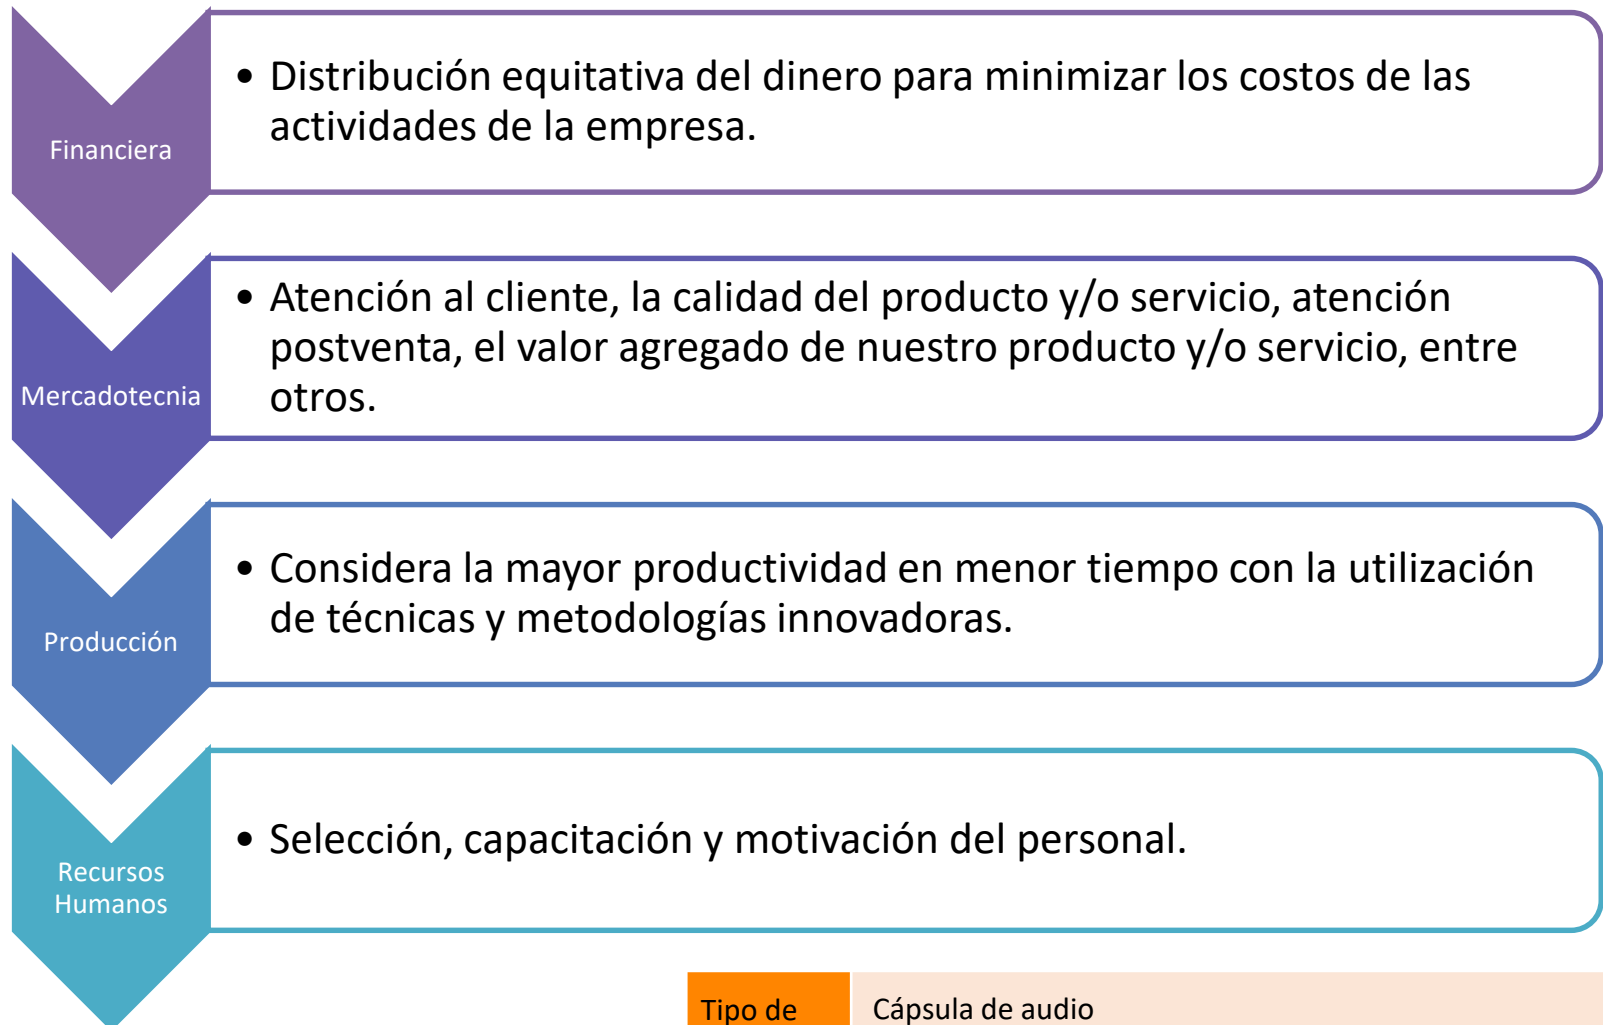 Financiera
• Distribución equitativa del dinero para minimizar los costos de las
actividades de la empresa.
Mercadotecnia
• Atención al cliente, la calidad del producto y/o servicio, atención
postventa, el valor agregado de nuestro producto y/o servicio, entre
otros.
Producción
• Considera la mayor productividad en menor tiempo con la utilización
de técnicas y metodologías innovadoras.
Recursos
Humanos
• Selección, capacitación y motivación del personal.
Tipo de
Cápsula de audio